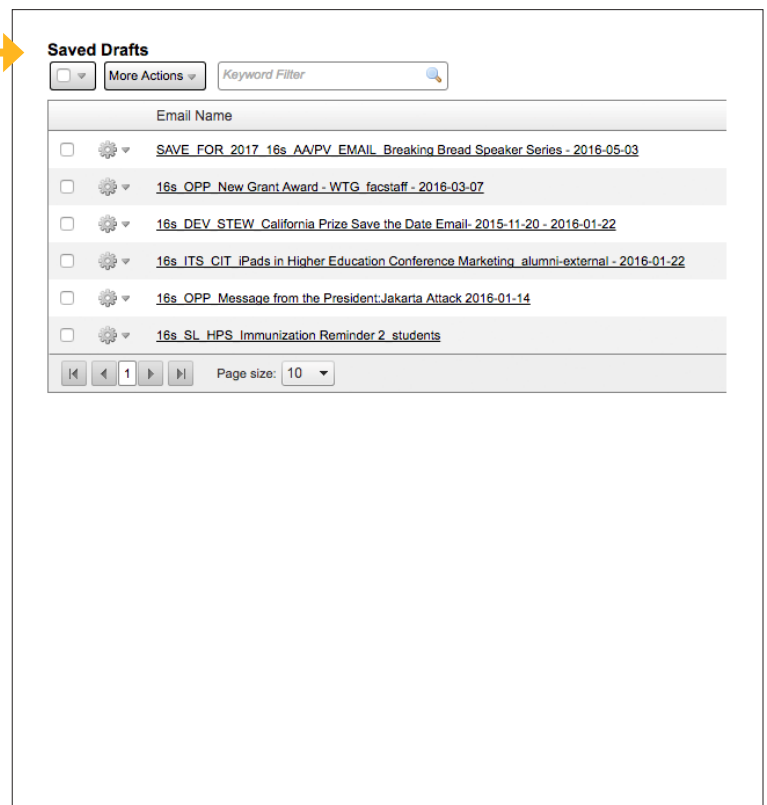 Saved Drafts
More Actions Keyword Filter
Email Name
SAVE_FOR_2017_16s_AA/PV_EMAIL_Breaking Bread Speaker Series - 2016-05-03
16s_OPP_New Grant Award - WTG_facstaff - 2016-03-07
16s_DEV_STEW_California Prize Save the Date Email- 2015-11-20 - 2016-01-22
16s_ITS_CIT_iPads in Higher Education Conference Marketing_alumni-external - 2016-01-22
16s_OPP_Message from the President:Jakarta Attack 2016-01-14
16s_SL_HPS_Immunization Reminder 2_students
1 Page size: 10